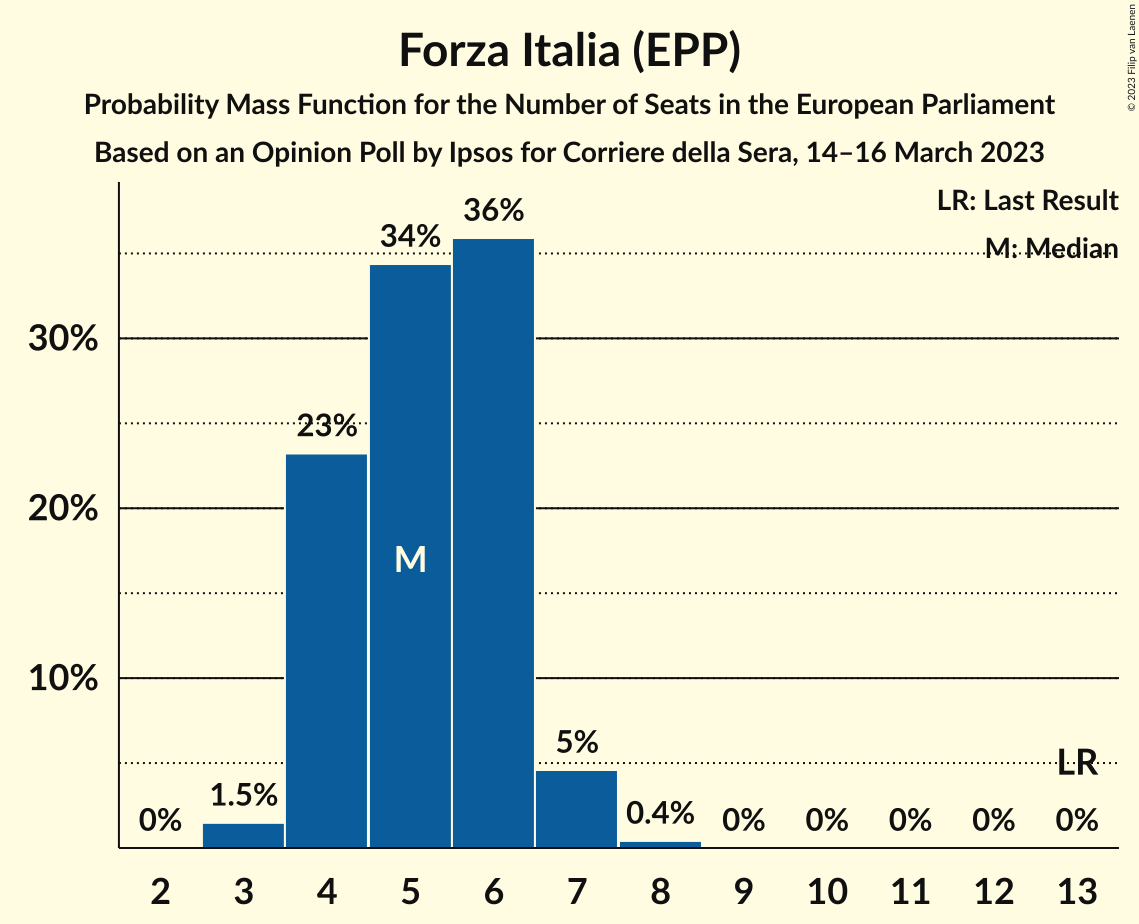 Forza Italia (EPP)
Probability Mass Function for the Number of Seats in the European Parliament
Based on an Opinion Poll by Ipsos for Corriere della Sera, 14–16 March 2023
© 2023 Filip van Laenen
LR: Last Result
M: Median
36%
34%
30%
23%
20%
M
10%
5%
LR
1.5%
0% 0.4% 0% 0% 0% 0% 0%
2 3 4 5 6 7 8 9 10 11 12 13